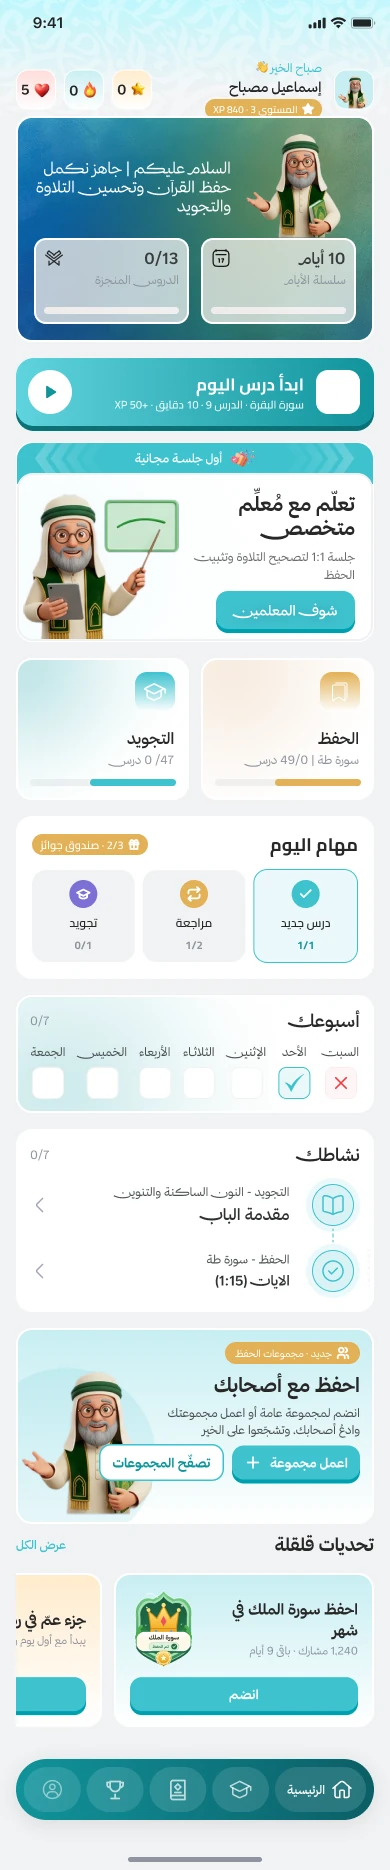 9:41
صباح الخير👋
إسماعيل مصباح
المستوى 3 · 840 XP
0
0
5
السلام عليكم | جاهز نكمل
حفظ القرآن وتحسين التلاوة
والتجويد
10 أيام
سلسلة الأيام
17
0/13
الدروس المنجزة
ابدأ درس اليوم
سورة البقرة · الدرس 9 · 10 دقايق · +50 XP
أول جلسة مجانية
تعلّم مع مُعلِّم
متخصص
جلسة 1:1 لتصحيح التلاوة وتثبيت
الحفظ
شوف المعلمين
الحفظ
سورة طة | 49/0 درس
التجويد
47/ 0 درس
مهام اليوم
2/3 · صندوق جوائز
درس جديد
1/1
مراجعة
1/2
تجويد
0/1
أسبوعك
0/7
السبت
الأحد
الإثنين
الثلاثاء
الأربعاء
الخميس
الجمعة
نشاطك
0/7
التجويد - النون الساكنة والتنوين
مقدمة الباب
الحفظ - سورة طة
الايات (1:15)
جديد · مجموعات الحفظ
احفظ مع أصحابك
انضم لمجموعة عامة أو اعمل مجموعتك
وادعُ أصحابك، وتشجّعوا على الخير
اعمل مجموعة +
تصفّح المجموعات
تحديات قلقلة
عرض الكل
احفظ سورة الملك في
شهر
1,240 مشارك · باقى 9 أيام
سورة الملك
انضم
جزء عمّ في
يبدأ مع أول يوم
الرئيسية